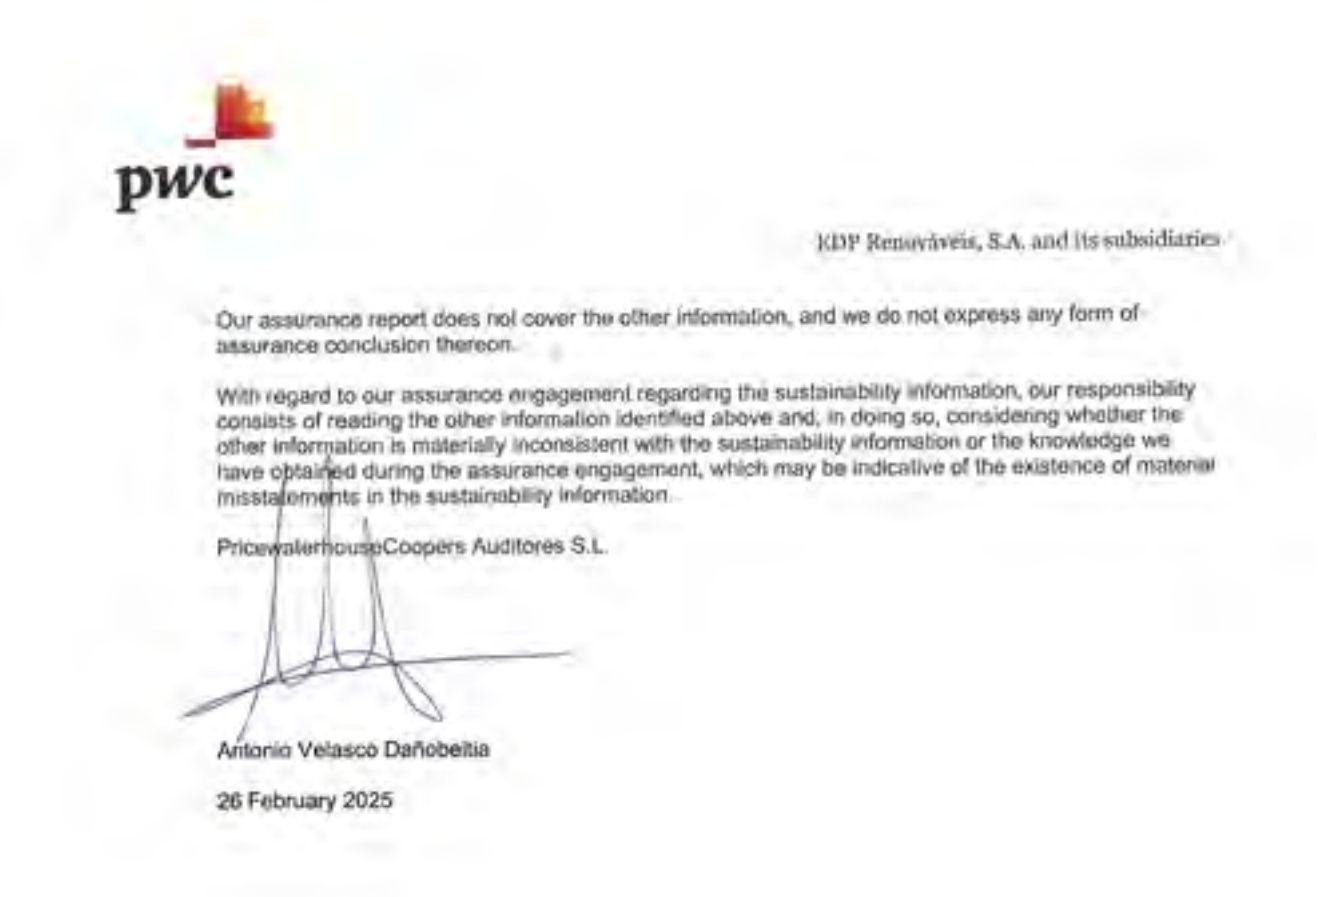 pwc
EDP Renováveis, S.A. and its subsidiaries
Our assurance report does not cover the other information, and we do not express any form of
assurance conclusion thereon.
With regard to our assurance engagement regarding the sustainability information, our responsibility
consists of reading the other information identified above and, in doing so, considering whether the
other information is materially inconsistent with the sustainability information or the knowledge we
have obtained during the assurance engagement, which may be indicative of the existence of material
misstatements in the sustainability information.
PricewaterhouseCoopers Auditores S.L.
Antonio Velasco Dañobeitia
26 February 2025